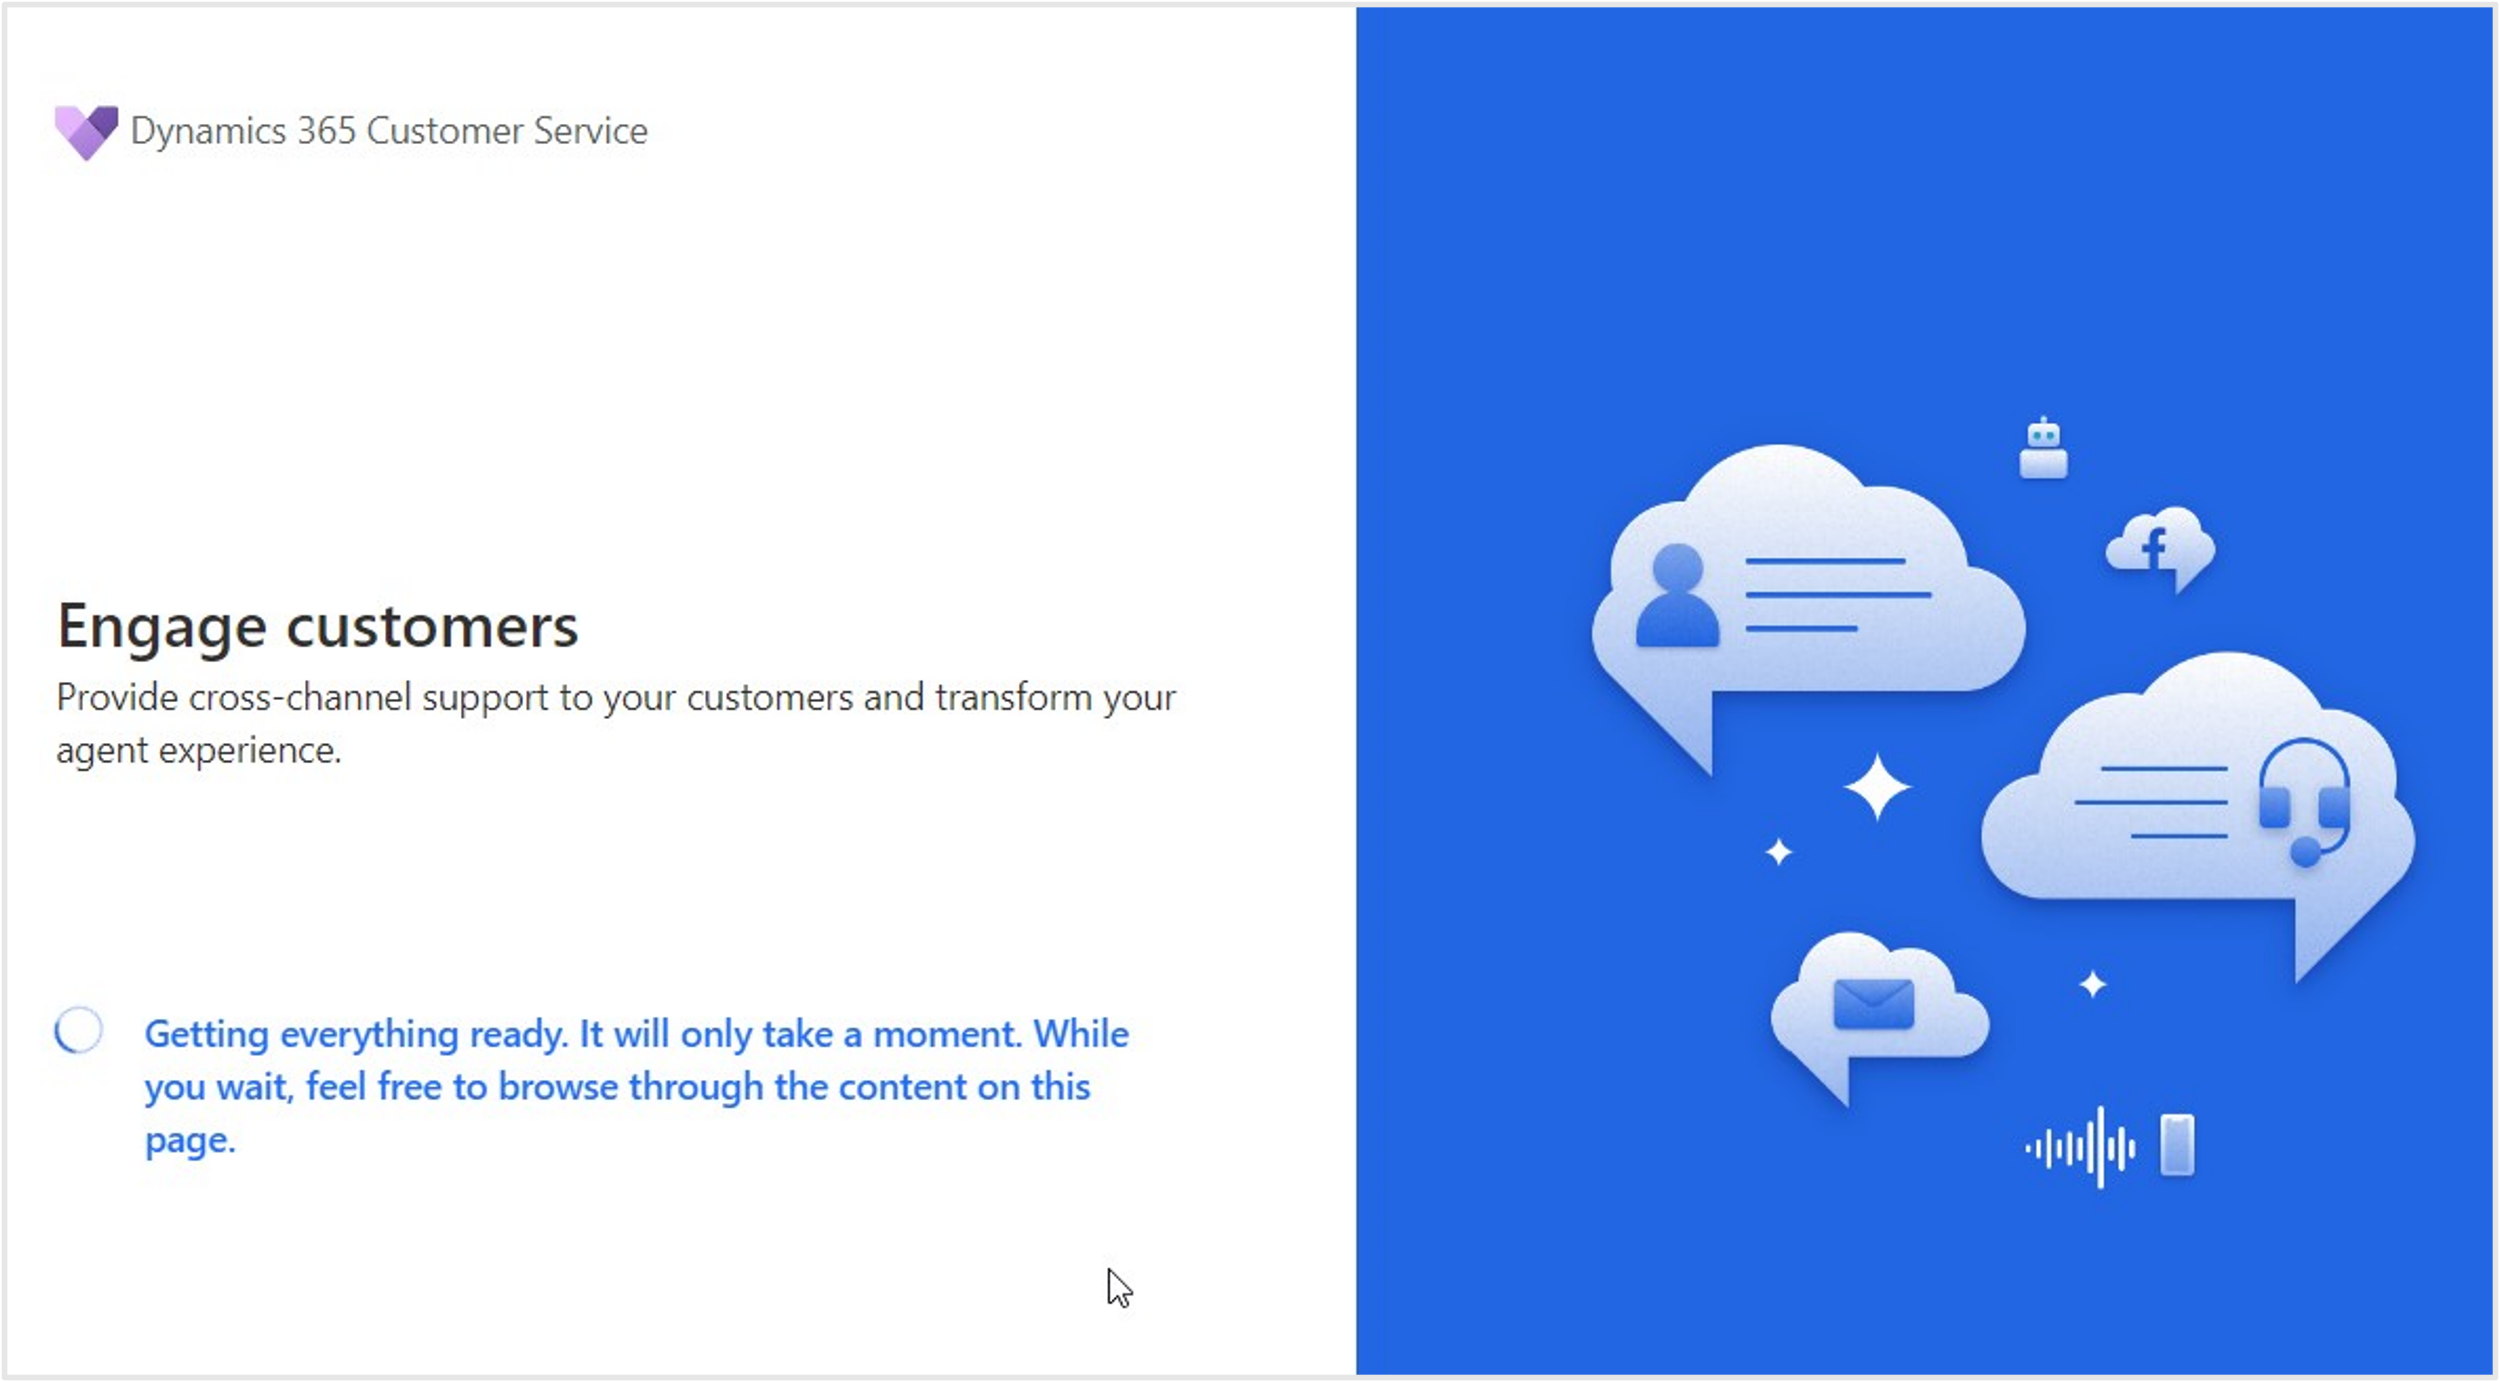 Dynamics 365 Customer Service
Engage customers
Provide cross-channel support to your customers and transform your
agent experience.
Getting everything ready. It will only take a moment. While
you wait, feel free to browse through the content on this
page.